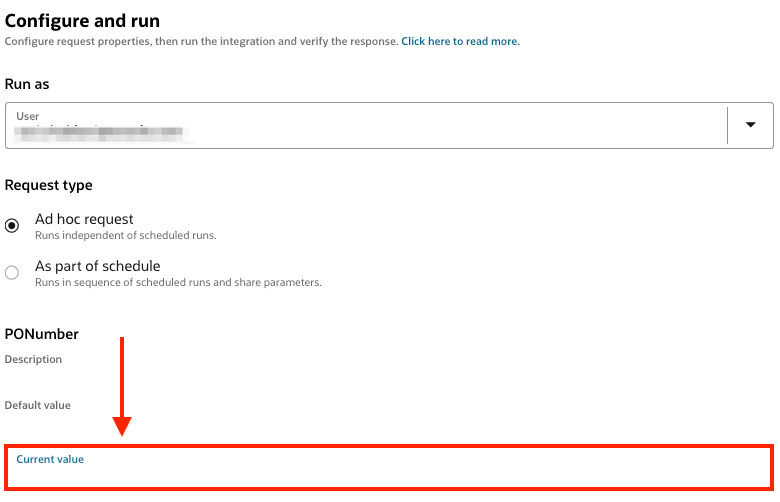 Configure and run
Configure request properties, then run the integration and verify the response. Click here to read more.
Run as
User
Request type
Ad hoc request
Runs independent of scheduled runs.
As part of schedule
Runs in sequence of scheduled runs and share parameters.
PONumber
Description
Default value
Current value